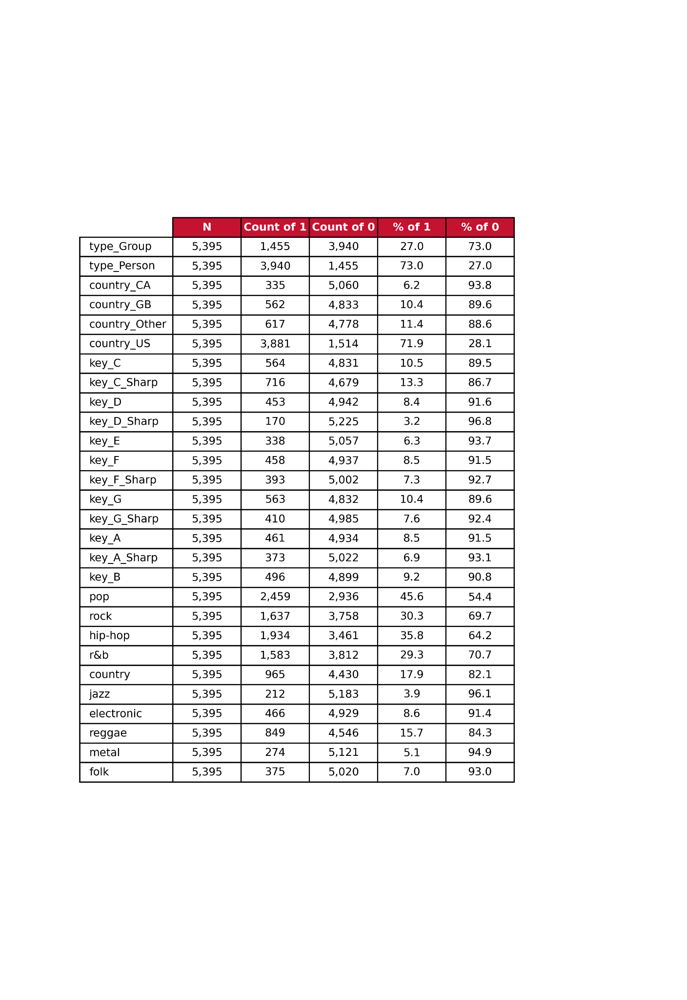 N Count of 1 Count of 0 % of 1 % of 0
type_Group 5,395 1,455 3,940 27.0 73.0
type_Person 5,395 3,940 1,455 73.0 27.0
country_CA 5,395 335 5,060 6.2 93.8
country_GB 5,395 562 4,833 10.4 89.6
country_Other 5,395 617 4,778 11.4 88.6
country_US 5,395 3,881 1,514 71.9 28.1
key_C 5,395 564 4,831 10.5 89.5
key_C_Sharp 5,395 716 4,679 13.3 86.7
key_D 5,395 453 4,942 8.4 91.6
key_D_Sharp 5,395 170 5,225 3.2 96.8
key_E 5,395 338 5,057 6.3 93.7
key_F 5,395 458 4,937 8.5 91.5
key_F_Sharp 5,395 393 5,002 7.3 92.7
key_G 5,395 563 4,832 10.4 89.6
key_G_Sharp 5,395 410 4,985 7.6 92.4
key_A 5,395 461 4,934 8.5 91.5
key_A_Sharp 5,395 373 5,022 6.9 93.1
key_B 5,395 496 4,899 9.2 90.8
pop 5,395 2,459 2,936 45.6 54.4
rock 5,395 1,637 3,758 30.3 69.7
hip-hop 5,395 1,934 3,461 35.8 64.2
r&b 5,395 1,583 3,812 29.3 70.7
country 5,395 965 4,430 17.9 82.1
jazz 5,395 212 5,183 3.9 96.1
electronic 5,395 466 4,929 8.6 91.4
reggae 5,395 849 4,546 15.7 84.3
metal 5,395 274 5,121 5.1 94.9
folk 5,395 375 5,020 7.0 93.0